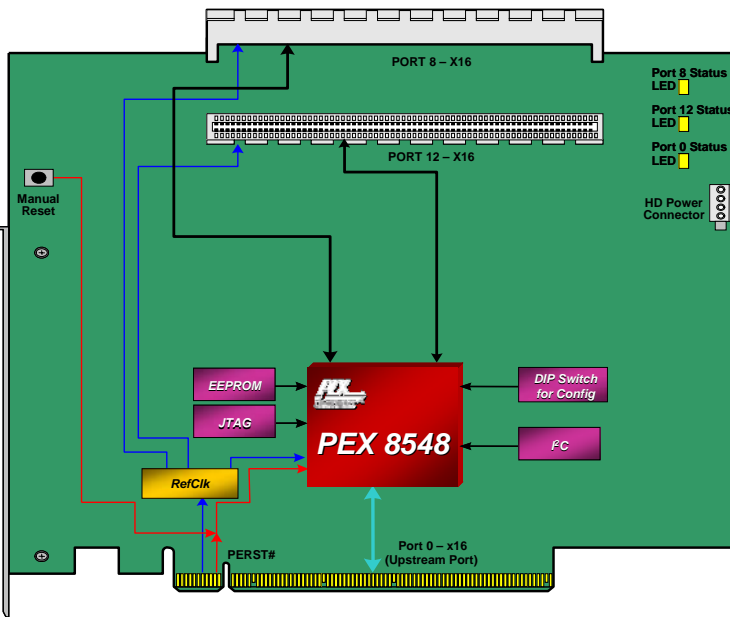 PORT 8 – X16
Port 8 Status
LED
Port 12 Status
LED
PORT 12 – X16
Port 0 Status
LED
Manual
Reset
HD Power
Connector
EEPROM
JTAG
PLX
PEX 8548
DIP Switch
for Config
I²C
RefClk
PERST#
Port 0 – x16
(Upstream Port)